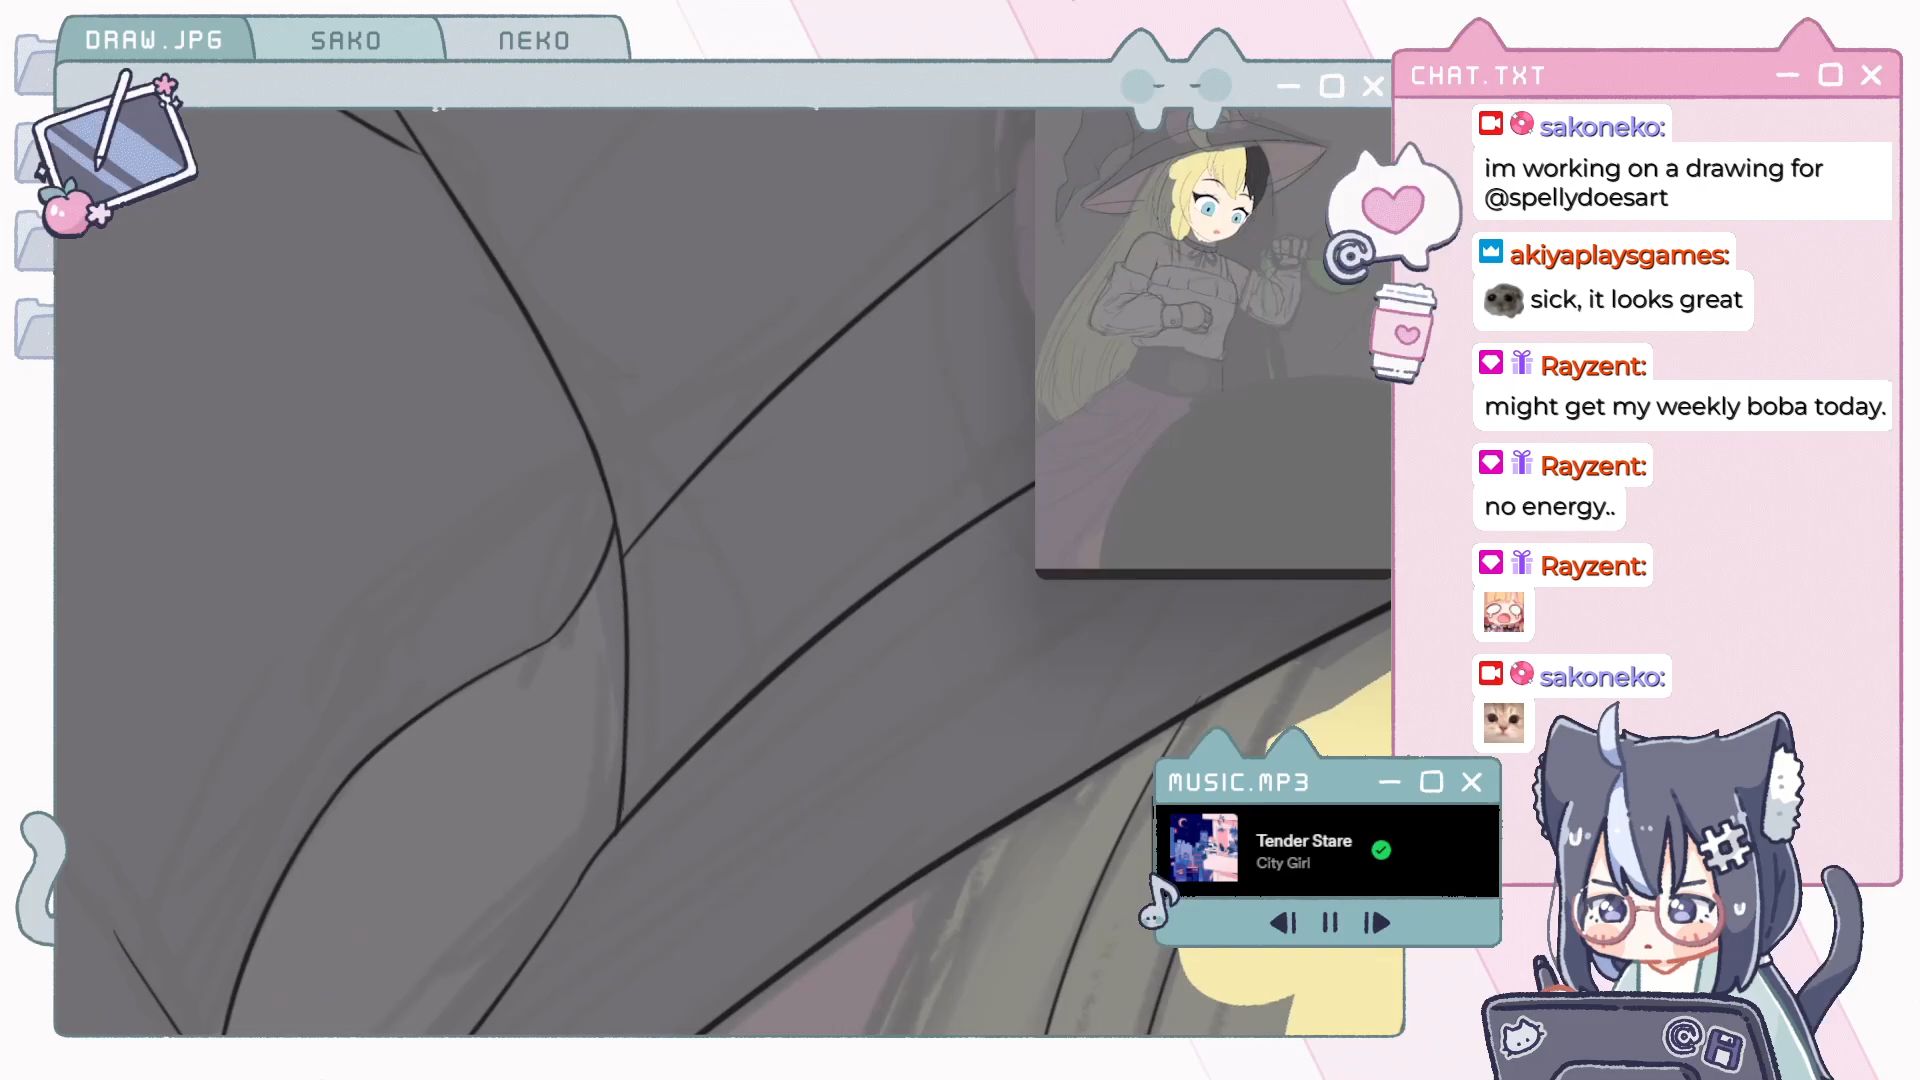 DRAW.JPG
SAKO
NEKO
CHAT.TXT
sakoneko:
im working on a drawing for
@spellydoesart
akiyaplaysgames:
sick, it looks great
Rayzent:
might get my weekly boba today.
Rayzent:
no energy..
Rayzent:
sakoneko:
MUSIC.MP3
Tender Stare
City Girl